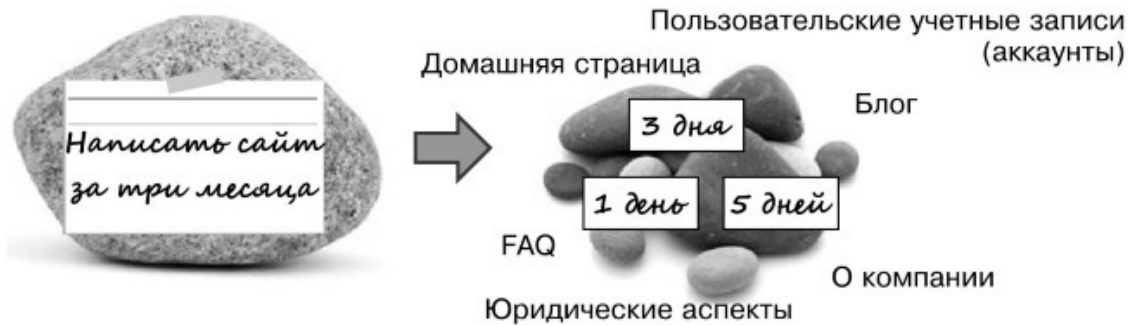 Написать сайт
за три месяца
Пользовательские учетные записи
(аккаунты)
Домашняя страница
Блог
3 дня
1 день
5 дней
FAQ
О компании
Юридические аспекты